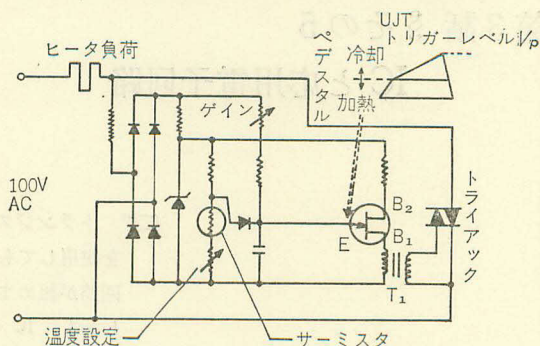 ヒータ負荷
UJT
トリガーレベルVp
ペデスタル
冷却
加熱
ゲイン
100V
AC
B2
E
B1
T1
トライアック
温度設定
サーミスタ